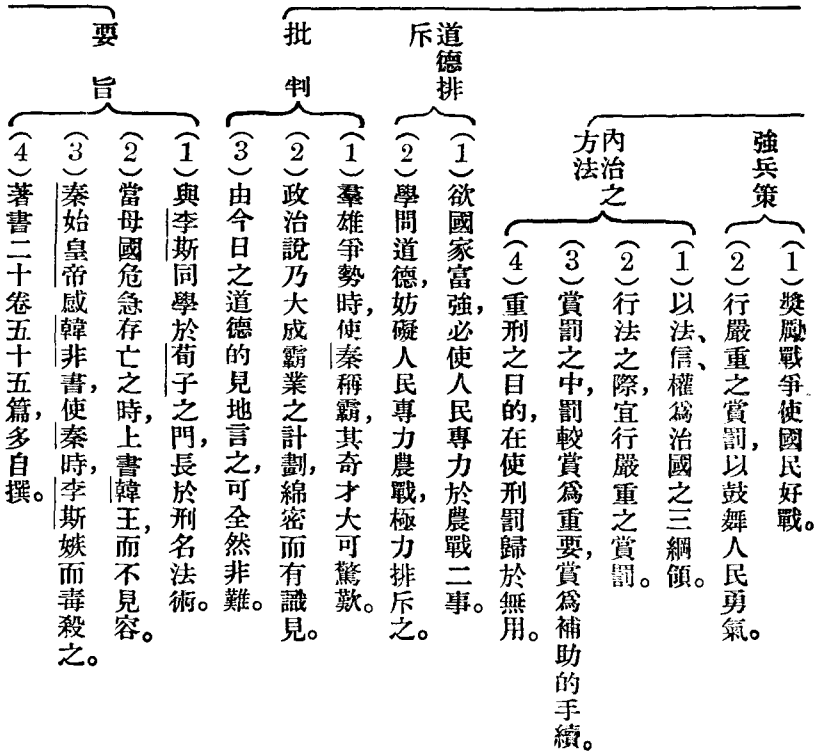 強兵策
(1)獎勵戰爭使國民好戰。
(2)行嚴重之賞罰,以鼓舞人民勇氣。
內治之
方法
(1)以法、信、權爲治國之三綱領。
(2)行法之際,宜行嚴重之賞罰。
(3)賞罰之中,罰較賞爲重要,賞爲補助的手續。
(4)重刑之目的,在使刑罰歸於無用。
道德排
斥
(1)欲國家富強,必使人民專力於農戰二事。
(2)學問道德,妨礙人民專力農戰,極力排斥之。
批判
(1)羣雄爭勢時,使秦稱霸,其奇才大可驚歎。
(2)政治說乃大成霸業之計劃,綿密而有識見。
(3)由今日之道德的見地言之,可全然非難。
要旨
(1)與李斯同學於荀子之門,長於刑名法術。
(2)當母國危急存亡之時,上書韓王,而不見容。
(3)秦始皇帝感韓非書,使秦時,李斯嫉而毒殺之。
(4)著書二十卷五十五篇,多自撰。